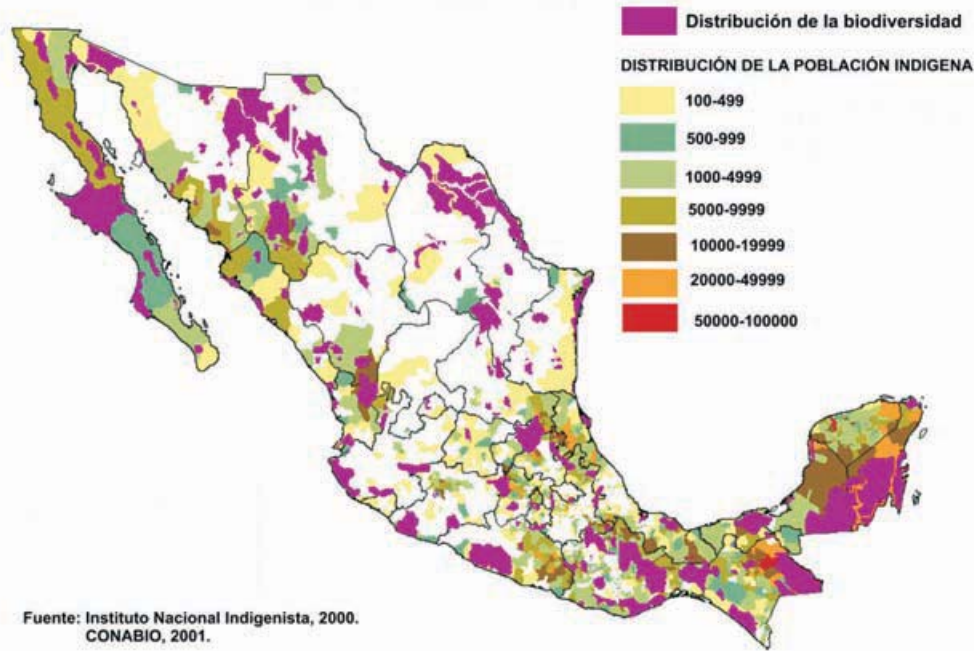 Distribución de la biodiversidad
DISTRIBUCIÓN DE LA POBLACIÓN INDIGENA
100-499
500-999
1000-4999
5000-9999
10000-19999
20000-49999
50000-100000
Fuente: Instituto Nacional Indigenista, 2000.
CONABIO, 2001.